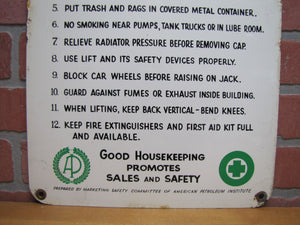 5. PUT TRASH AND RAGS IN COVERED METAL CONTAINER.
6. NO SMOKING NEAR PUMPS, TANK TRUCKS OR IN LUBE ROOM.
7. RELIEVE RADIATOR PRESSURE BEFORE REMOVING CAP.
8. USE LIFT AND ITS SAFETY DEVICES PROPERLY.
9. BLOCK CAR WHEELS BEFORE RAISING ON JACK.
10. GUARD AGAINST FUMES OR EXHAUST INSIDE BUILDING.
11. WHEN LIFTING, KEEP BACK VERTICAL-BEND KNEES.
12. KEEP FIRE EXTINGUISHERS AND FIRST AID KIT FULL
AND AVAILABLE.
GOOD HOUSEKEEPING
PROMOTES
SALES AND SAFETY
PREPARED BY MARKETING SAFETY COMMITTEE OF AMERICAN PETROLEUM INSTITUTE